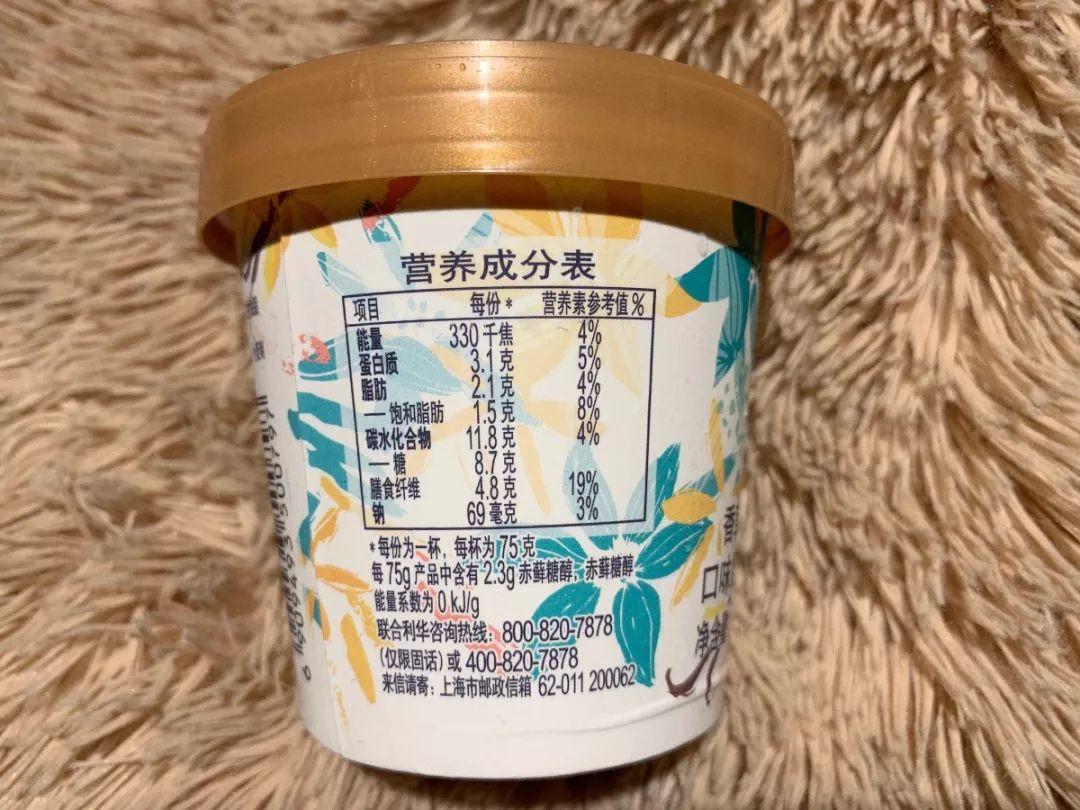 营养成分表
项目 每份* 营养素参考值%
能量 330千焦 4%
蛋白质 3.1克 5%
脂肪 2.1克 4%
—饱和脂肪 1.5克 8%
碳水化合物 11.8克 4%
—糖 8.7克
膳食纤维 4.8克 19%
钠 69毫克 3%
*每份为一杯，每杯为75克
每75g产品中含有2.3g赤藓糖醇，赤藓糖醇
能量系数为0 kJ/g
联合利华咨询热线：800-820-7878
(仅限固话)或400-820-7878
来信请寄：上海市邮政信箱 62-011 200062
口味
净含